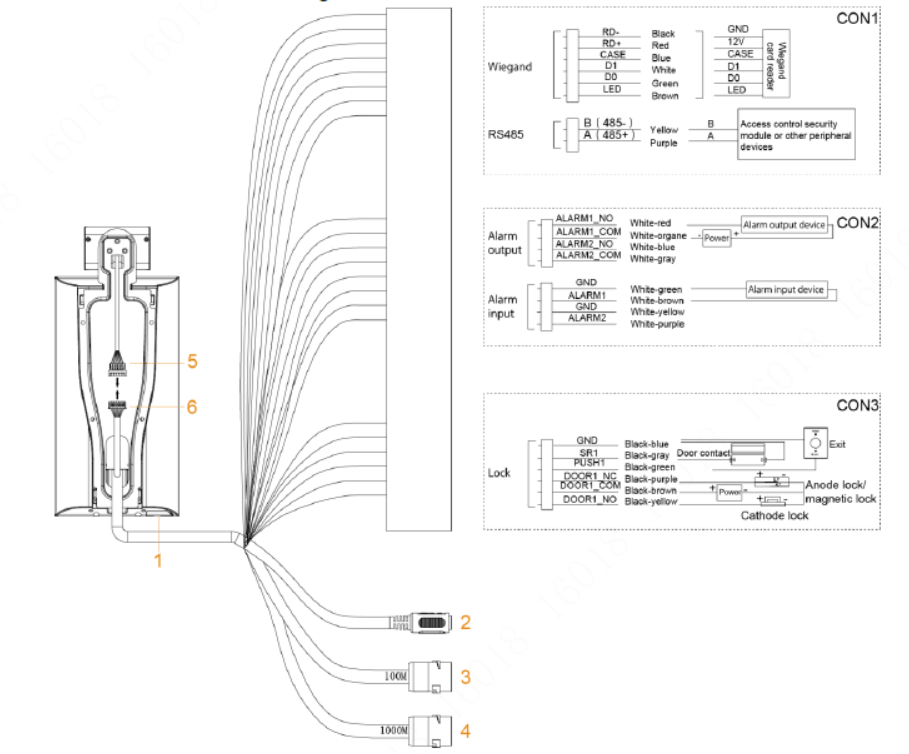 CON1
Wiegand
RD- Black GND
RD+ Red 12V
CASE Blue CASE
D1 White D1
D0 Green D0
LED Brown LED
Wiegand card reader
RS485
B ( 485- ) Yellow B
A ( 485+ ) Purple A
Access control security
module or other peripheral
devices
CON2
Alarm
output
ALARM1_NO White-red
ALARM1_COM White-organe
ALARM2_NO White-blue
ALARM2_COM White-gray
- Power +
Alarm output device
Alarm
input
GND White-green
ALARM1 White-brown
GND White-yellow
ALARM2 White-purple
Alarm input device
CON3
Lock
GND Black-blue
SR1 Black-gray
PUSH1 Black-green
DOOR1_NC Black-purple
DOOR1_COM Black-brown
DOOR1_NO Black-yellow
Door contact
Exit
+ -
+ Power -
Anode lock/
magnetic lock
+ -
Cathode lock
5
6
1
2
100M 3
1000M 4
16018 16018